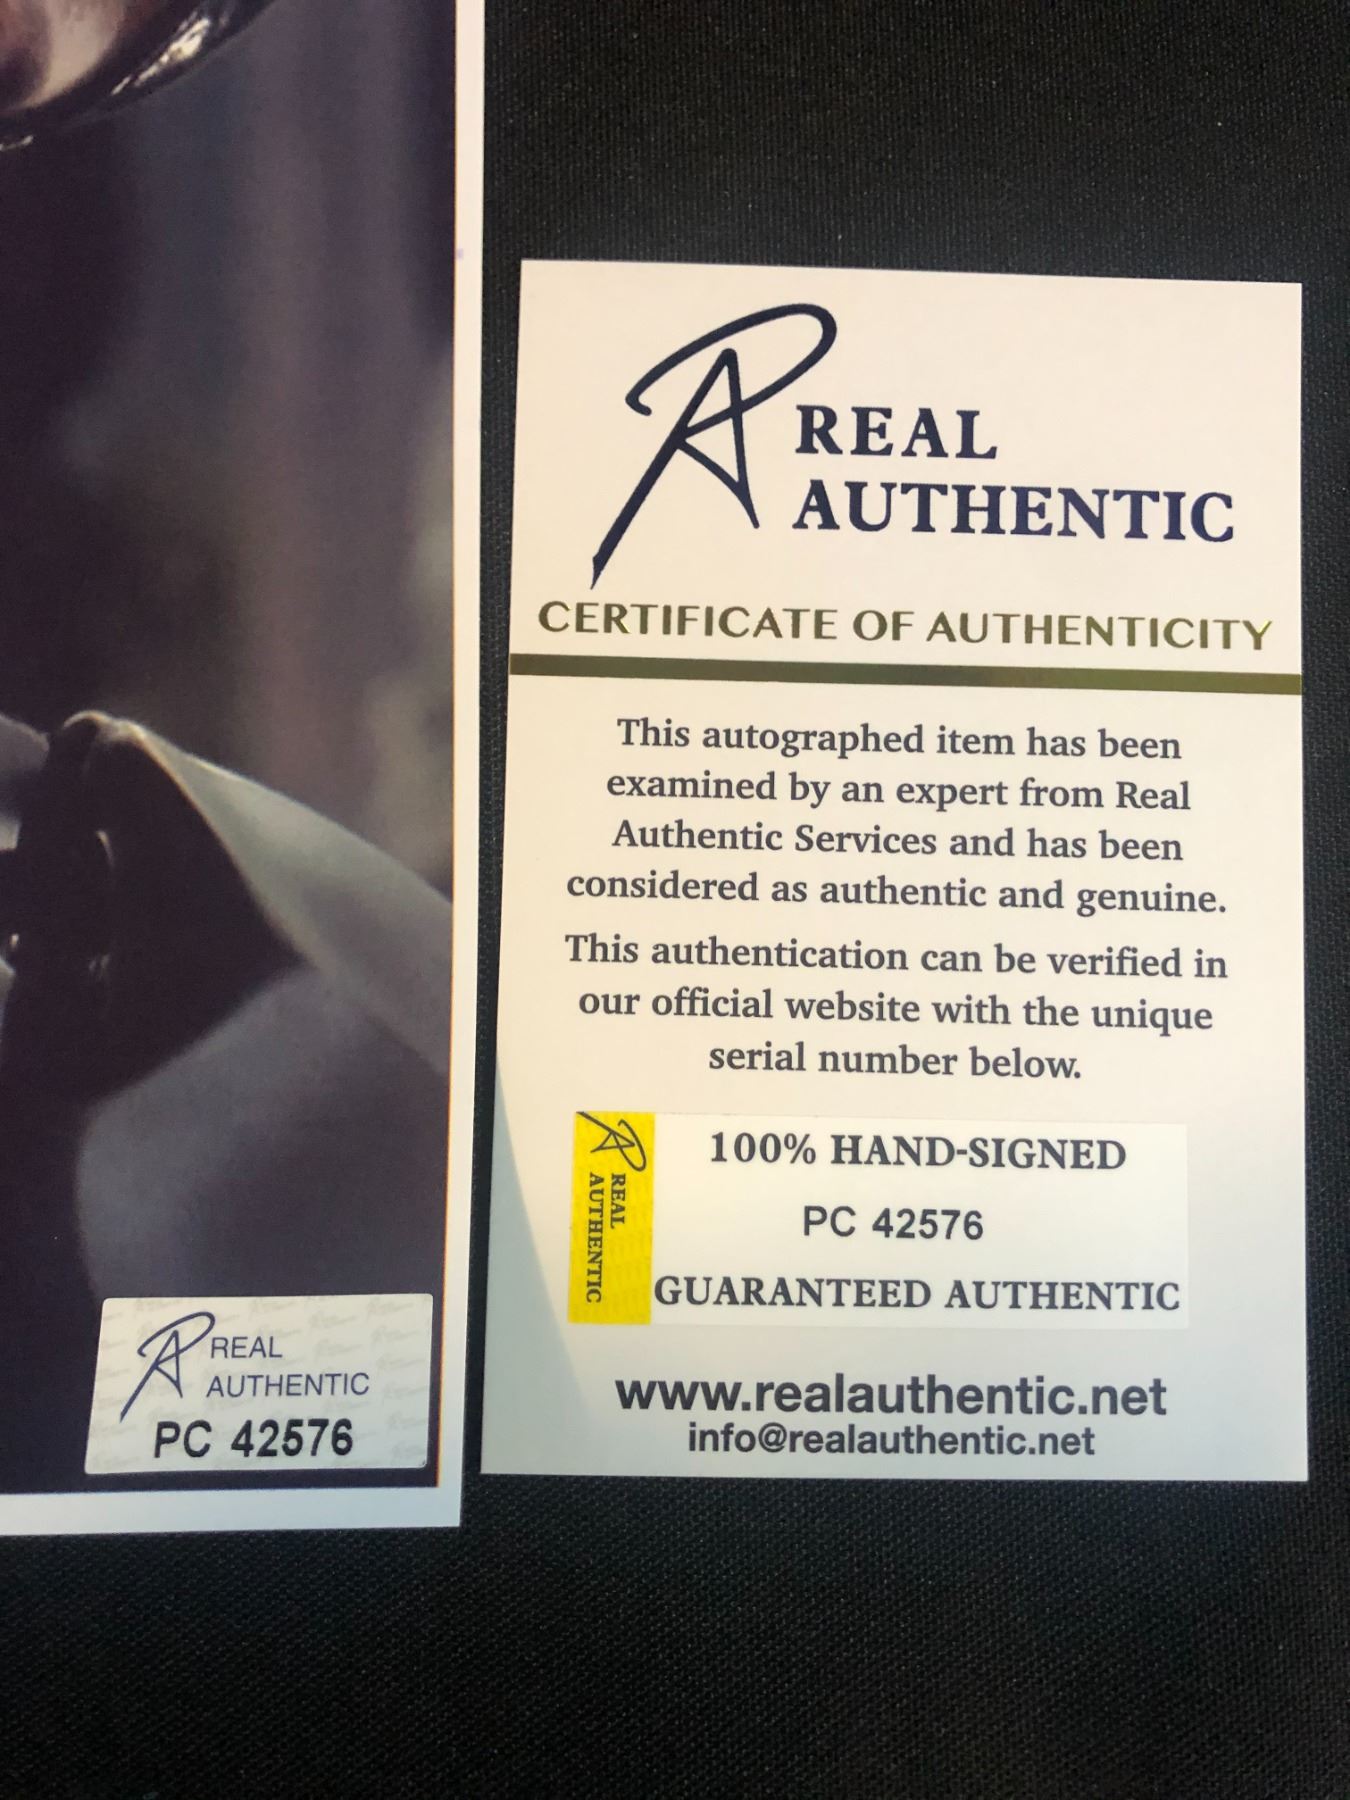 REAL
AUTHENTIC
CERTIFICATE OF AUTHENTICITY
This autographed item has been
examined by an expert from Real
Authentic Services and has been
considered as authentic and genuine.
This authentication can be verified in
our official website with the unique
serial number below.
REAL
AUTHENTIC
100% HAND-SIGNED
PC 42576
GUARANTEED AUTHENTIC
www.realauthentic.net
info@realauthentic.net
REAL
AUTHENTIC
PC 42576